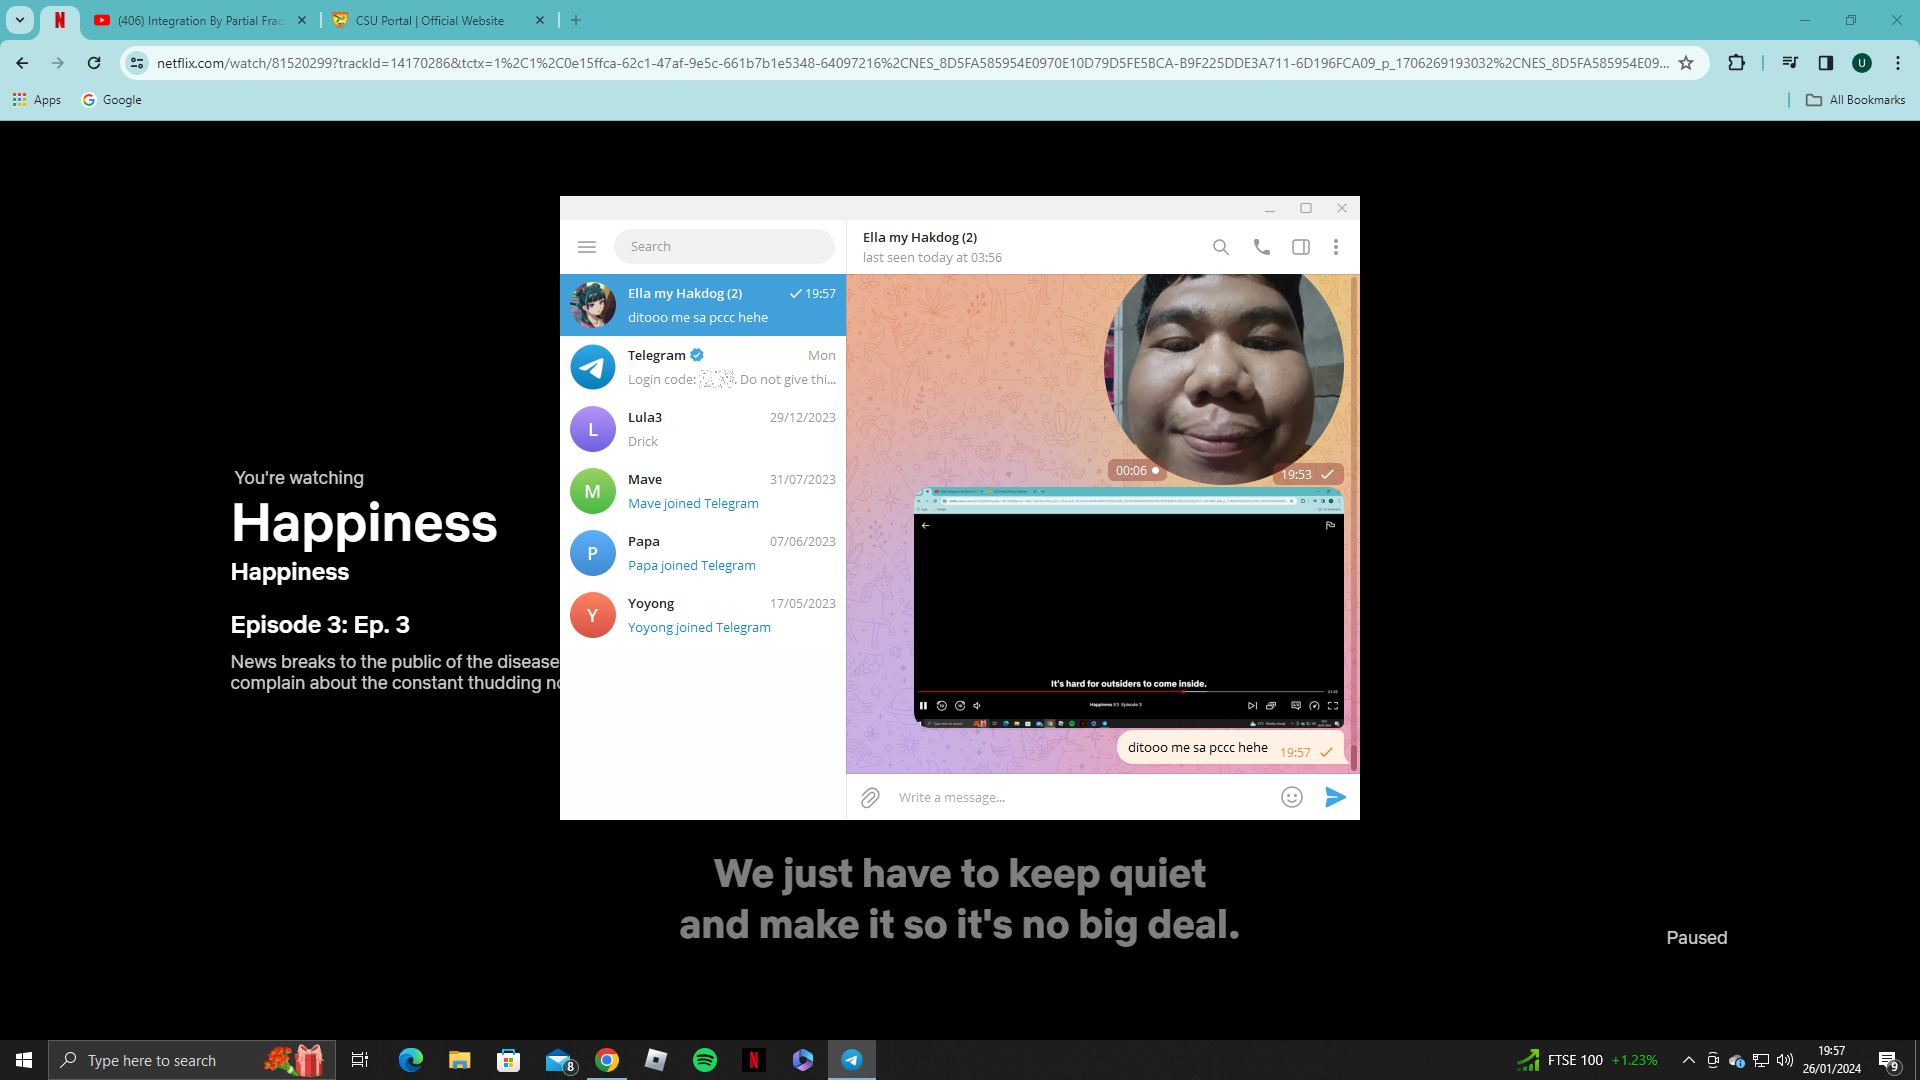 (406) Integration By Partial Frac
CSU Portal | Official Website
netflix.com/watch/81520299?trackId=14170286&tctx=1%2C1%2C0e15ffca-62c1-47af-9e5c-661b7b1e5348-64097216%2CNES_8D5FA585954E0970E10D79D5FE5BCA-B9F225DDE3A711-6D196FCA09_p_1706269193032%2CNES_8D5FA585954E09...
U
Apps
Google
All Bookmarks
Search
Ella my Hakdog (2)
last seen today at 03:56
Ella my Hakdog (2) 19:57
ditooo me sa pccc hehe
Telegram Mon
Login code: . Do not give thi...
L
Lula3 29/12/2023
Drick
M
Mave 31/07/2023
Mave joined Telegram
P
Papa 07/06/2023
Papa joined Telegram
Y
Yoyong 17/05/2023
Yoyong joined Telegram
00:06
19:53
It's hard for outsiders to come inside.
Happiness E3 Episode 3
ditooo me sa pccc hehe 19:57
Write a message...
You're watching
Happiness
Happiness
Episode 3: Ep. 3
News breaks to the public of the disease
complain about the constant thudding
We just have to keep quiet
and make it so it's no big deal.
Paused
Type here to search
8
FTSE 100 +1.23%
19:57
26/01/2024
9